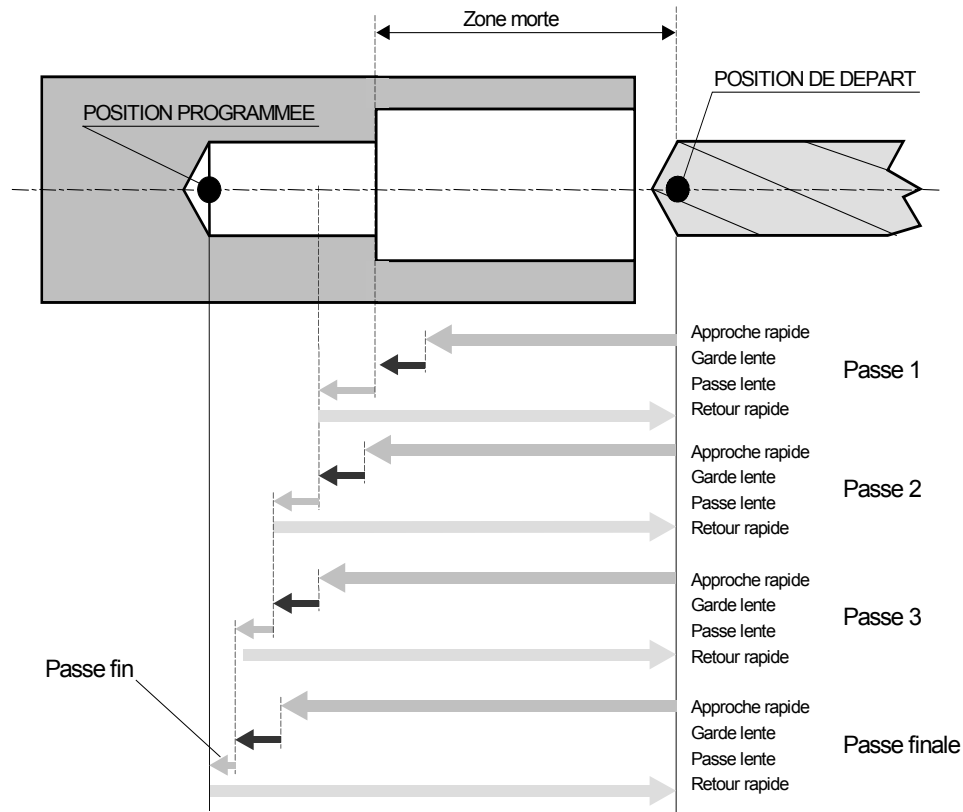 Zone morte
POSITION DE DEPART
POSITION PROGRAMMEE
Approche rapide
Garde lente
Passe lente
Retour rapide
Passe 1
Approche rapide
Garde lente
Passe lente
Retour rapide
Passe 2
Approche rapide
Garde lente
Passe lente
Retour rapide
Passe 3
Passe fin
Approche rapide
Garde lente
Passe lente
Retour rapide
Passe finale